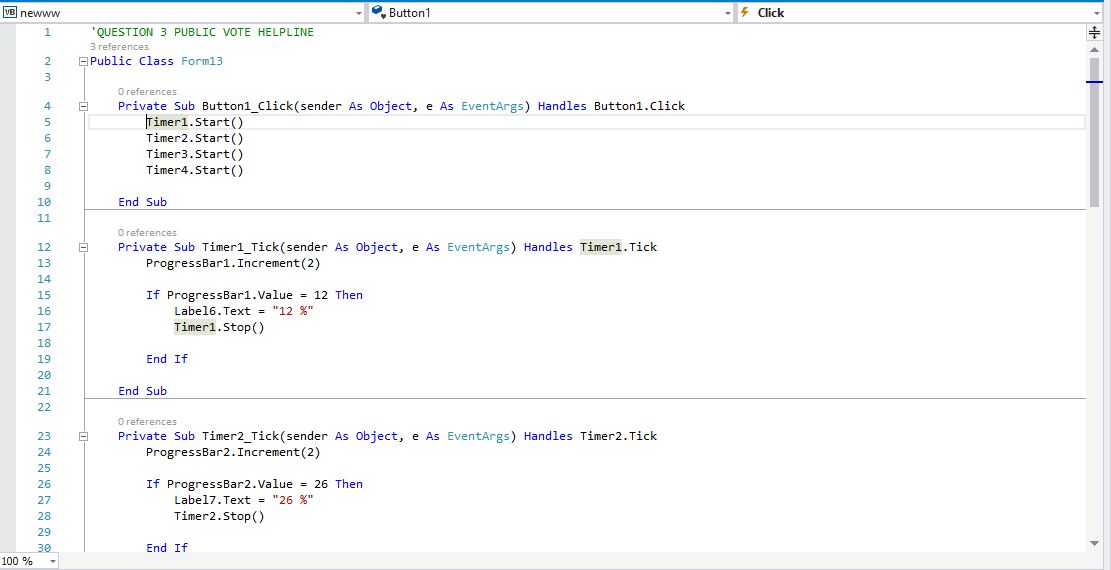 newww Button1 Click
1 'QUESTION 3 PUBLIC VOTE HELPLINE
3 references
2 Public Class Form13
3
0 references
4 Private Sub Button1_Click(sender As Object, e As EventArgs) Handles Button1.Click
5 Timer1.Start()
6 Timer2.Start()
7 Timer3.Start()
8 Timer4.Start()
9
10 End Sub
11
0 references
12 Private Sub Timer1_Tick(sender As Object, e As EventArgs) Handles Timer1.Tick
13 ProgressBar1.Increment(2)
14
15 If ProgressBar1.Value = 12 Then
16 Label6.Text = "12 %"
17 Timer1.Stop()
18
19 End If
20
21 End Sub
22
0 references
23 Private Sub Timer2_Tick(sender As Object, e As EventArgs) Handles Timer2.Tick
24 ProgressBar2.Increment(2)
25
26 If ProgressBar2.Value = 26 Then
27 Label7.Text = "26 %"
28 Timer2.Stop()
29
30 End If
100 %